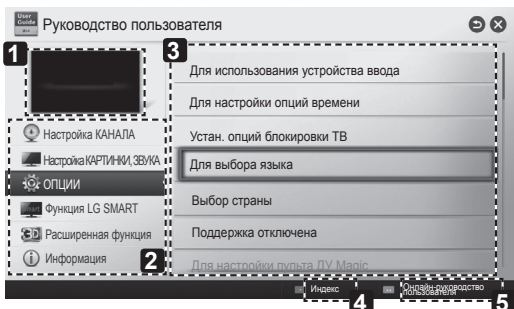 User
Guide
Руководство пользователя
1
3
Для использования устройства ввода
Для настройки опций времени
Настройка КАНАЛА
Устан. опций блокировки ТВ
Настройка КАРТИНКИ, ЗВУКА
Для выбора языка
ОПЦИИ
Функция LG SMART
Выбор страны
3D Расширенная функция
Поддержка отключена
Информация
2
Для настройки пульта ДУ Magic
Индекс
Онлайн-руководство
пользователя
4
5